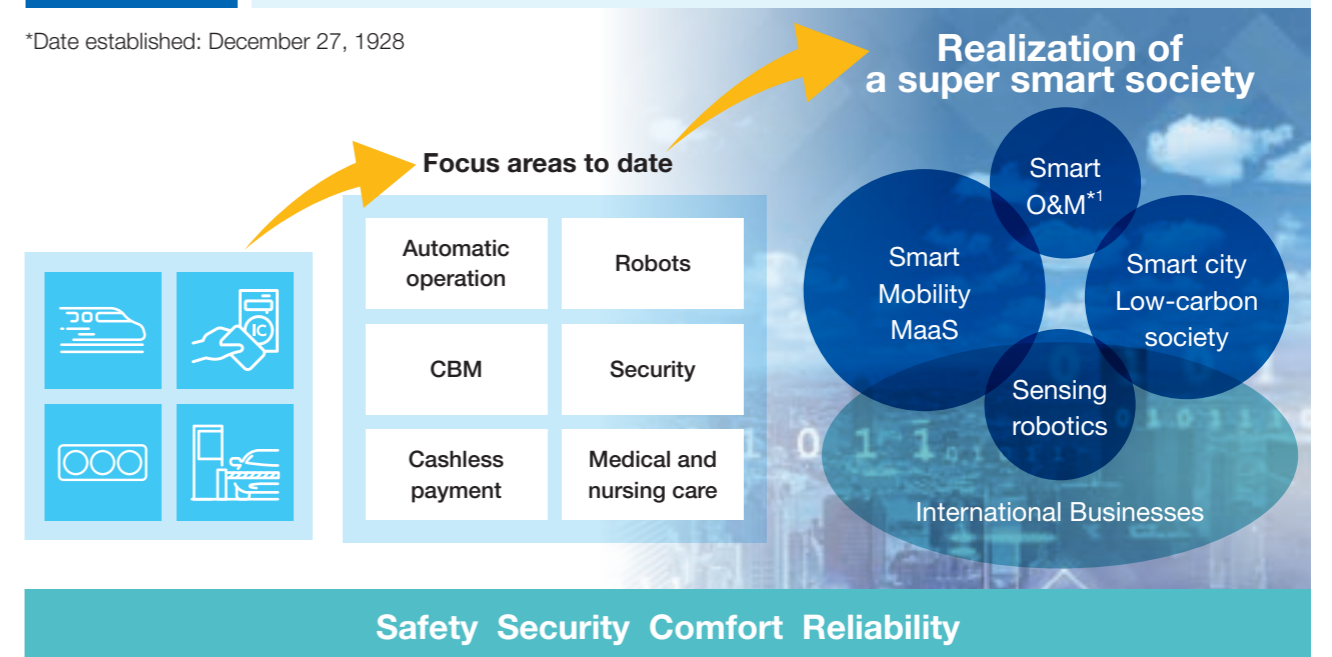 *Date established: December 27, 1928
Realization of
a super smart society
Focus areas to date
IC
Automatic
operation
Robots
CBM
Security
Cashless
payment
Medical and
nursing care
Smart
O&M*1
Smart
Mobility
MaaS
Smart city
Low-carbon
society
Sensing
robotics
International Businesses
Safety Security Comfort Reliability